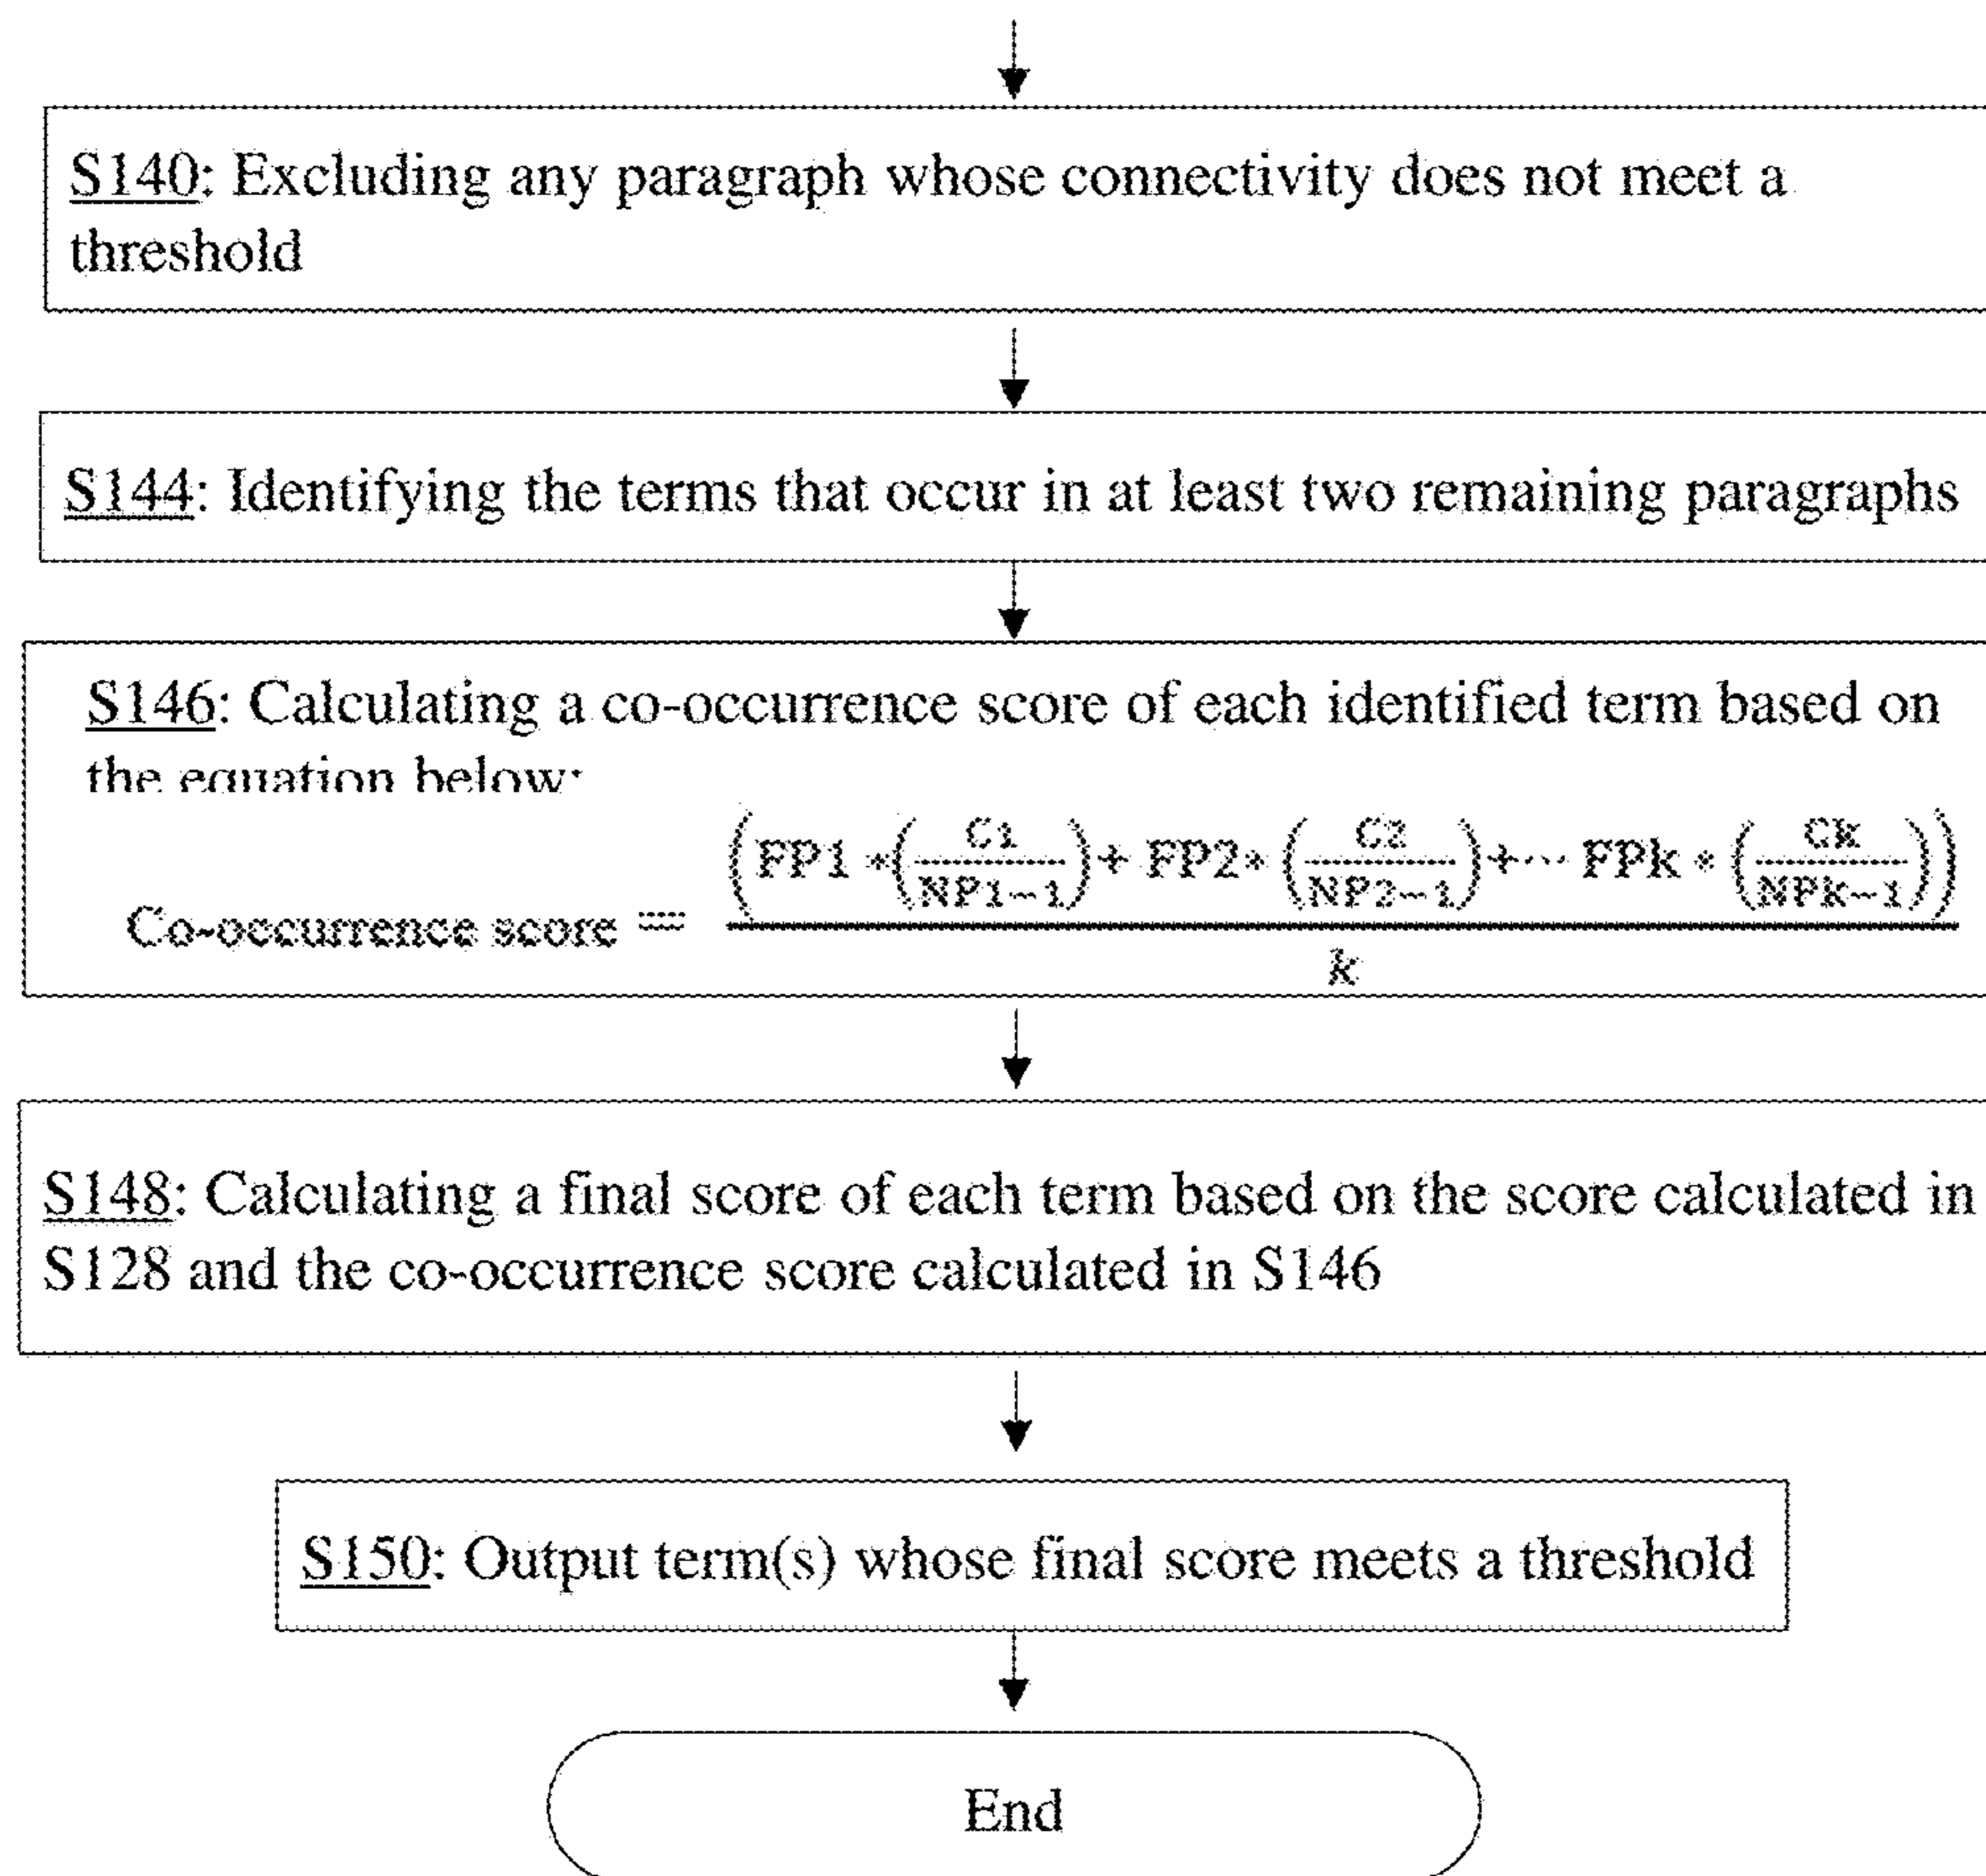 S140: Excluding any paragraph whose connectivity does not meet a
threshold
S144: Identifying the terms that occur in at least two remaining paragraphs
S146: Calculating a co-occurrence score of each identified term based on
the equation below:
Co-occurrence score = (FP1 * (C1/NP1-1) + FP2 * (C2/NP2-1) + ··· FPk * (Ck/NPk-1)) / k
S148: Calculating a final score of each term based on the score calculated in
S128 and the co-occurrence score calculated in S146
S150: Output term(s) whose final score meets a threshold
End